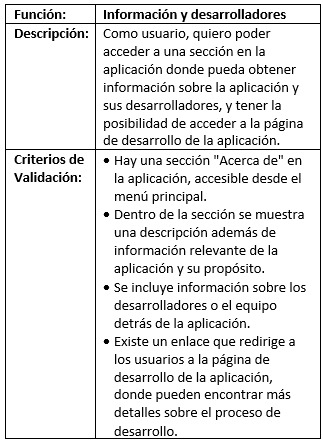 Función: Información y desarrolladores
Descripción: Como usuario, quiero poder
acceder a una sección en la
aplicación donde pueda obtener
información sobre la aplicación y
sus desarrolladores, y tener la
posibilidad de acceder a la página
de desarrollo de la aplicación.
Criterios de • Hay una sección "Acerca de" en
Validación: la aplicación, accesible desde el
menú principal.
• Dentro de la sección se muestra
una descripción además de
información relevante de la
aplicación y su propósito.
• Se incluye información sobre los
desarrolladores o el equipo
detrás de la aplicación.
• Existe un enlace que redirige a
los usuarios a la página de
desarrollo de la aplicación,
donde pueden encontrar más
detalles sobre el proceso de
desarrollo.